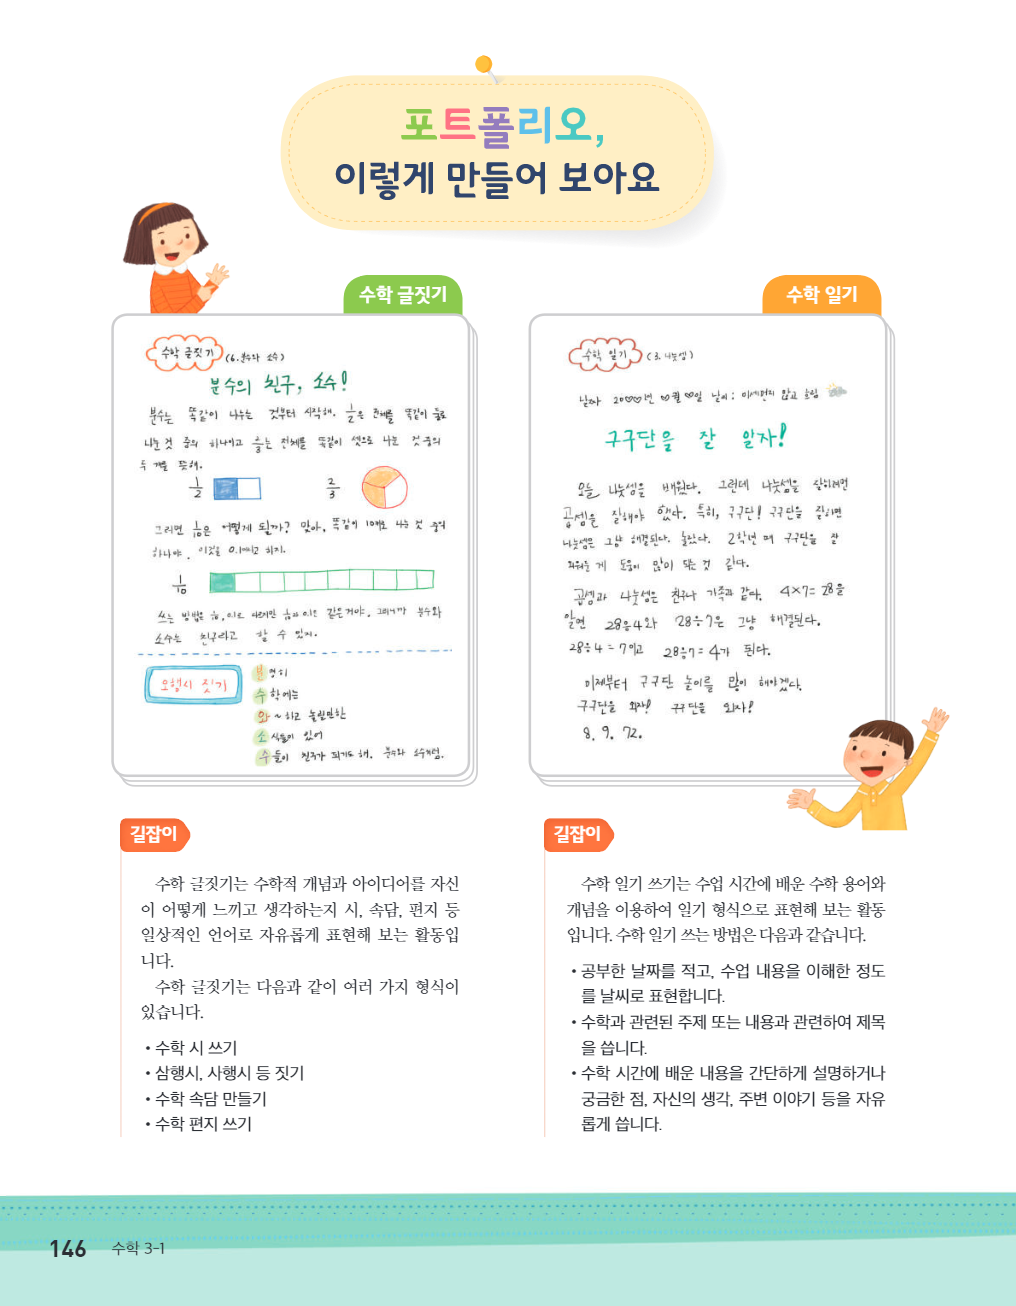 포트폴리오,
이렇게 만들어 보아요
수학 글짓기
수학 글짓기 (6. 분수와 소수)
분수의 친구, 소수!
분수는 똑같이 나누는 것부터 시작해. 1/2은 전체를 똑같이 둘로
나눈 것 중의 하나이고 2/3는 전체를 똑같이 셋으로 나눈 것 중의
두 개를 뜻해.
1/2 2/3
그러면 1/10은 어떻게 될까? 맞아, 똑같이 10개로 나눈 것 중의
하나야. 이것을 0.1이라고 하지.
1/10
쓰는 방법은 1/10, 0.1로 다르지만 1/10과 0.1은 같은 거야. 그러니까 분수와
소수는 친구라고 할 수 있지.
오행시 짓기
분명히
수학에는
와~하고 놀랄만한
소식들이 있어
수들이 친구가 되기도 해. 분수와 소수처럼.
수학 일기
수학 일기 (3. 나눗셈)
날짜 20♡♡년 ♡월 ♡일 날씨: 이해먼지 많고 흐림
구구단을 잘 알자!
오늘 나눗셈을 배웠다. 그런데 나눗셈을 잘하려면
곱셈을 잘해야 했다. 특히, 구구단! 구구단을 잘하면
나눗셈은 그냥 해결된다. 놀랐다. 2학년 때 구구단을 잘
외워둔 게 도움이 많이 되는 것 같다.
곱셈과 나눗셈은 친구나 가족과 같다. 4×7=28을
알면 28÷4와 28÷7은 그냥 해결된다.
28÷4=7이고 28÷7=4가 된다.
이제부터 구구단 놀이를 많이 해야겠다.
구구단을 외자! 구구단을 외자!
8. 9. 72.
길잡이
수학 글짓기는 수학적 개념과 아이디어를 자신
이 어떻게 느끼고 생각하는지 시, 속담, 편지 등
일상적인 언어로 자유롭게 표현해 보는 활동입
니다.
수학 글짓기는 다음과 같이 여러 가지 형식이
있습니다.
• 수학 시 쓰기
• 삼행시, 사행시 등 짓기
• 수학 속담 만들기
• 수학 편지 쓰기
길잡이
수학 일기 쓰기는 수업 시간에 배운 수학 용어와
개념을 이용하여 일기 형식으로 표현해 보는 활동
입니다. 수학 일기 쓰는 방법은 다음과 같습니다.
• 공부한 날짜를 적고, 수업 내용을 이해한 정도
를 날씨로 표현합니다.
• 수학과 관련된 주제 또는 내용과 관련하여 제목
을 씁니다.
• 수학 시간에 배운 내용을 간단하게 설명하거나
궁금한 점, 자신의 생각, 주변 이야기 등을 자유
롭게 씁니다.
146 수학 3-1